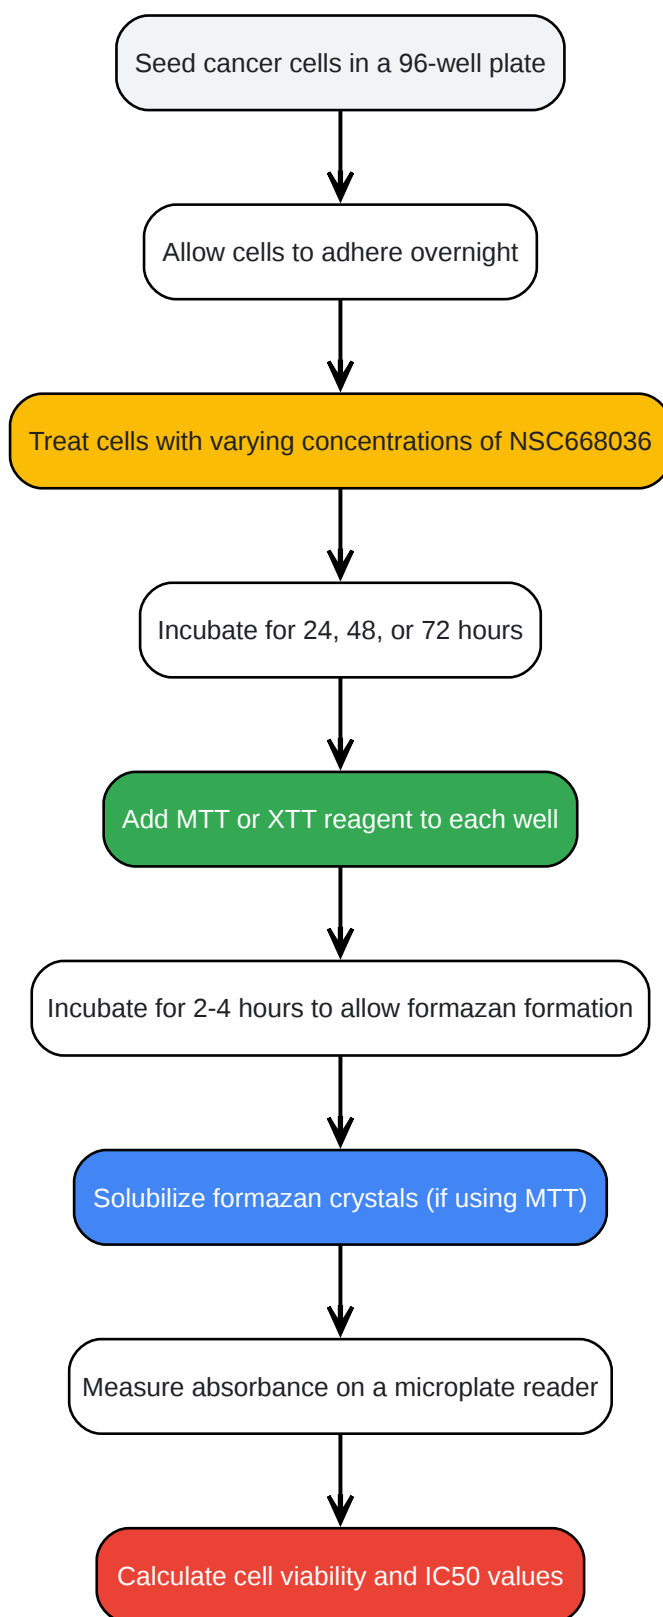 Seed cancer cells in a 96-well plate
Allow cells to adhere overnight
Treat cells with varying concentrations of NSC668036
Incubate for 24, 48, or 72 hours
Add MTT or XTT reagent to each well
Incubate for 2-4 hours to allow formazan formation
Solubilize formazan crystals (if using MTT)
Measure absorbance on a microplate reader
Calculate cell viability and IC50 values